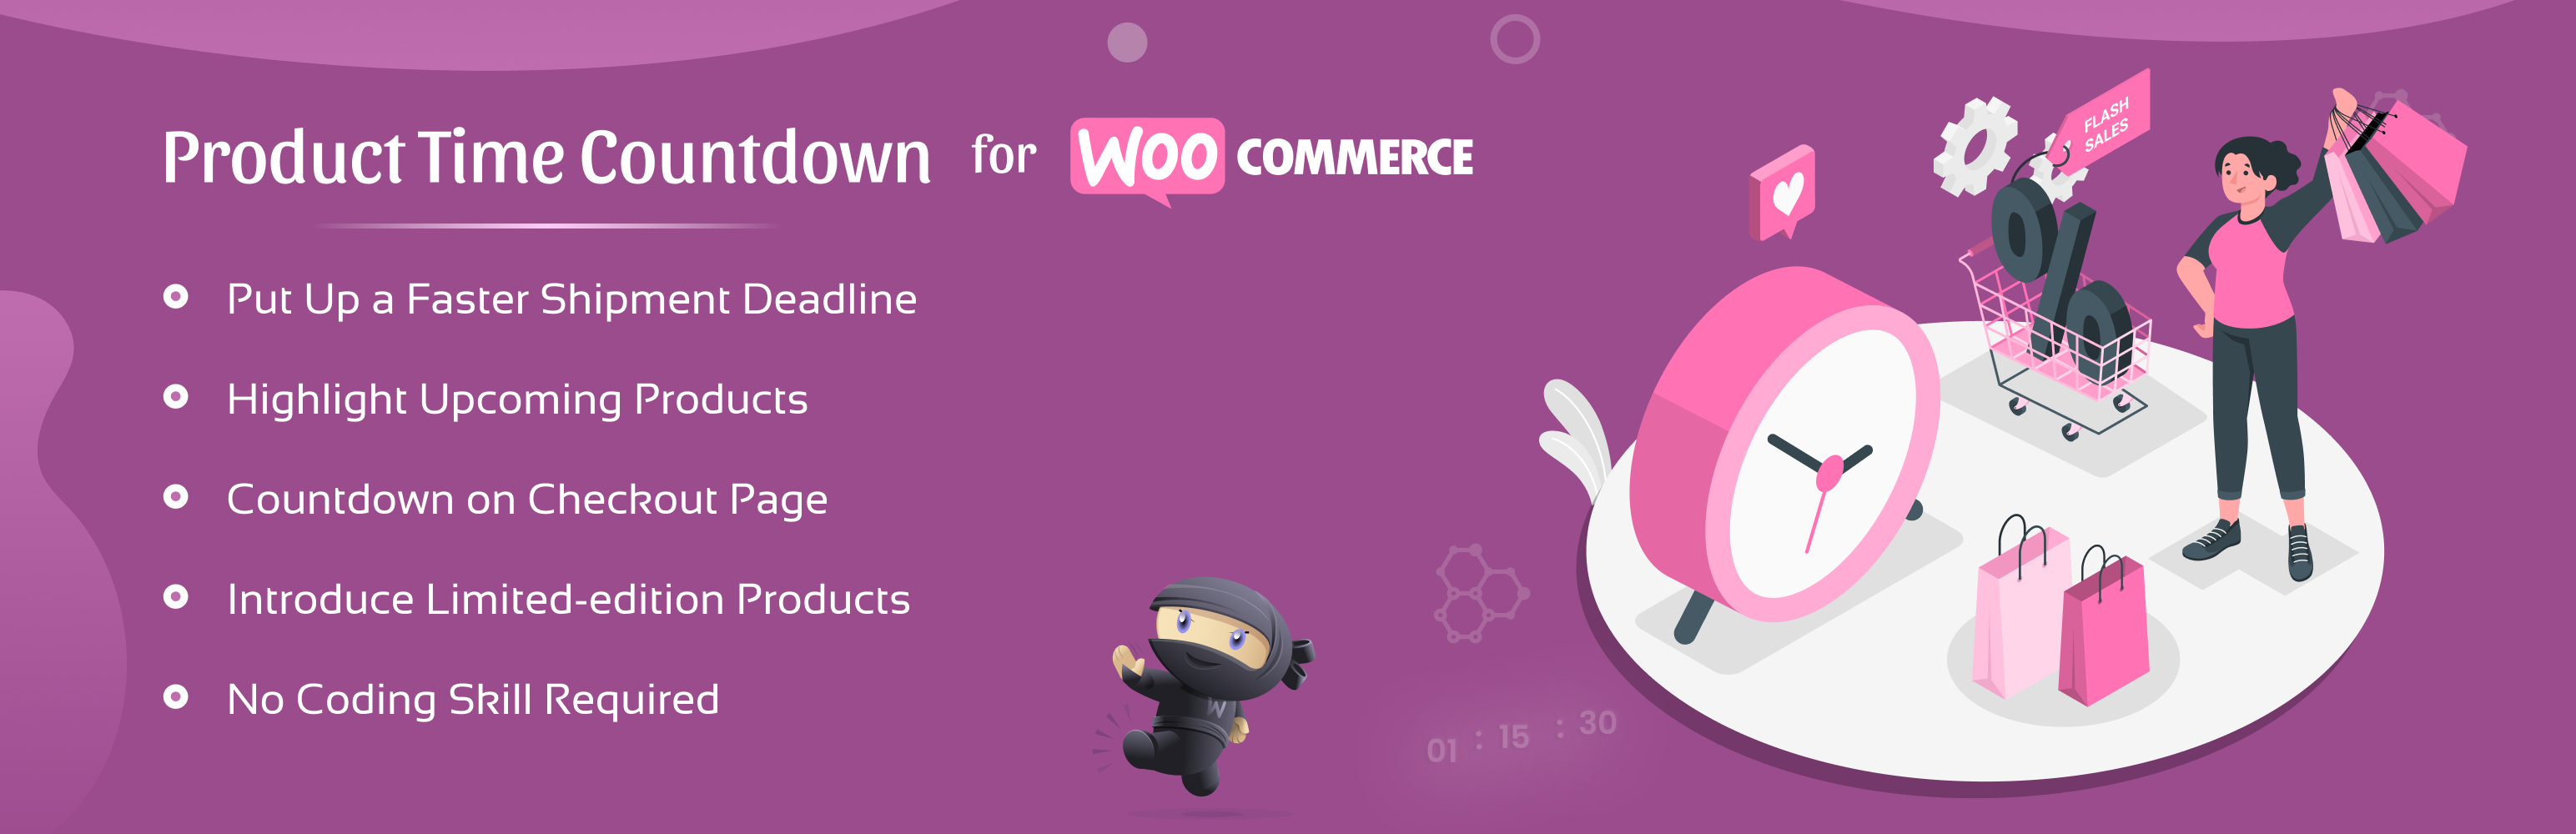 Product Time Countdown for WOO COMMERCE
Put Up a Faster Shipment Deadline
Highlight Upcoming Products
Countdown on Checkout Page
Introduce Limited-edition Products
No Coding Skill Required
FLASH
SALES
W
01 : 15 : 30